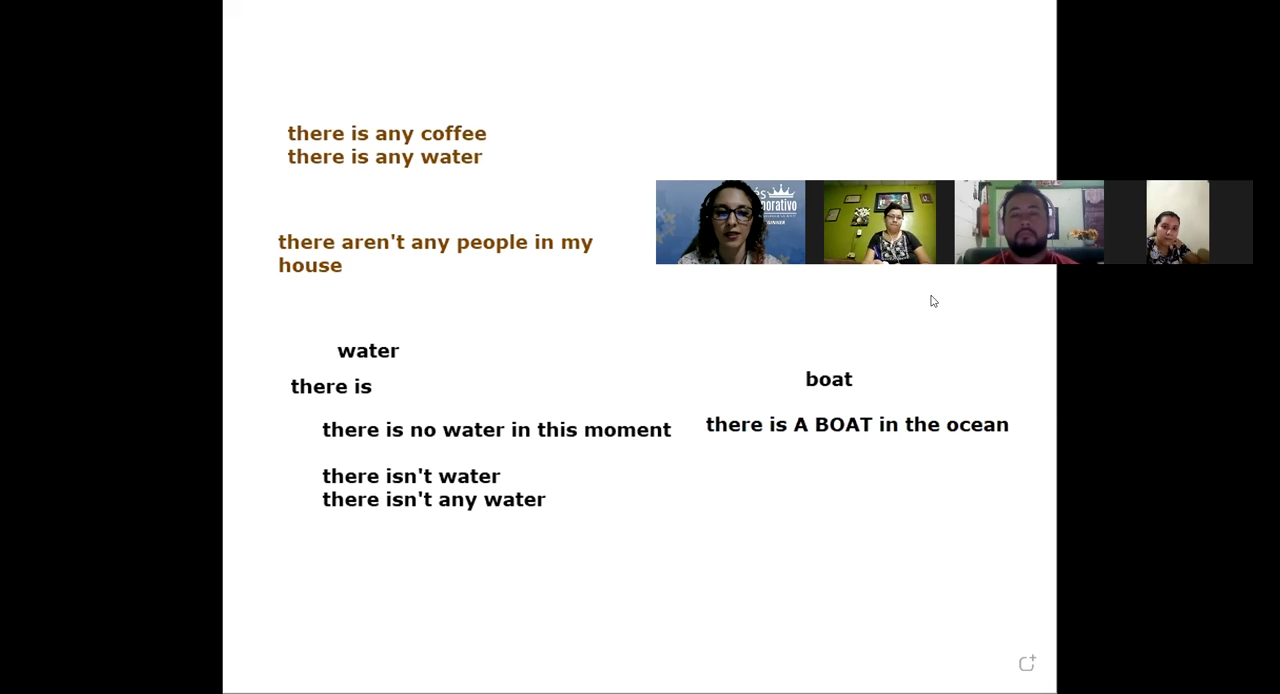 there is any coffee
there is any water
there aren't any people in my
house
water
there is
there is no water in this moment
there isn't water
there isn't any water
boat
there is A BOAT in the ocean